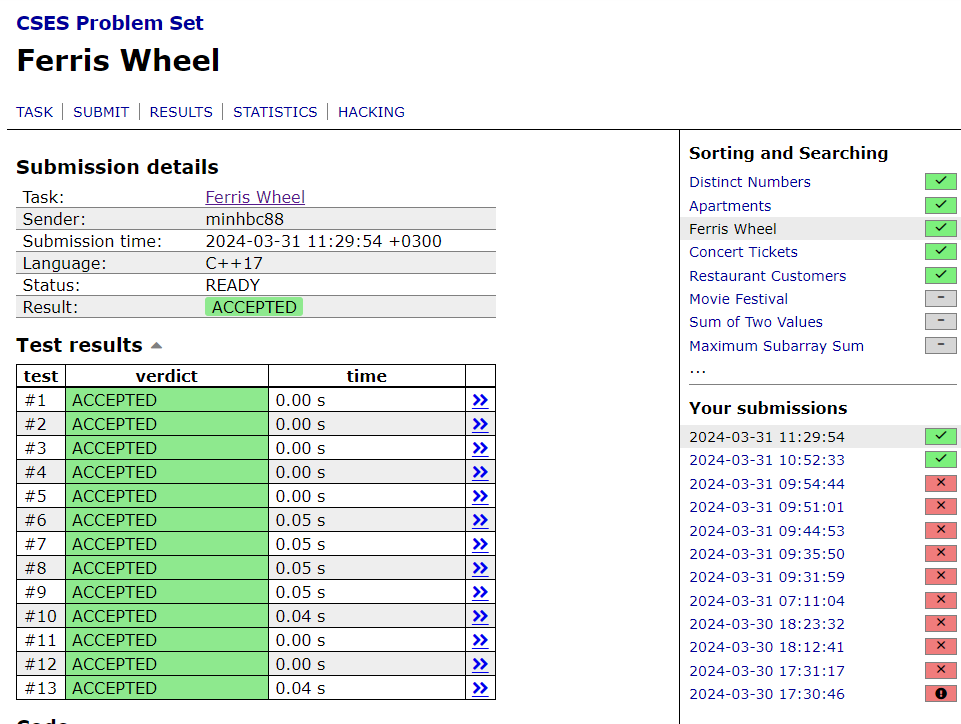 CSES Problem Set
Ferris Wheel
TASK | SUBMIT | RESULTS | STATISTICS | HACKING
Submission details
Task: Ferris Wheel
Sender: minhbc88
Submission time: 2024-03-31 11:29:54 +0300
Language: C++17
Status: READY
Result: ACCEPTED
Test results
test verdict time
#1 ACCEPTED 0.00 s »
#2 ACCEPTED 0.00 s »
#3 ACCEPTED 0.00 s »
#4 ACCEPTED 0.00 s »
#5 ACCEPTED 0.00 s »
#6 ACCEPTED 0.05 s »
#7 ACCEPTED 0.05 s »
#8 ACCEPTED 0.05 s »
#9 ACCEPTED 0.05 s »
#10 ACCEPTED 0.04 s »
#11 ACCEPTED 0.00 s »
#12 ACCEPTED 0.00 s »
#13 ACCEPTED 0.04 s »
Sorting and Searching
Distinct Numbers
Apartments
Ferris Wheel
Concert Tickets
Restaurant Customers
Movie Festival –
Sum of Two Values –
Maximum Subarray Sum –
...
Your submissions
2024-03-31 11:29:54
2024-03-31 10:52:33
2024-03-31 09:54:44
2024-03-31 09:51:01
2024-03-31 09:44:53
2024-03-31 09:35:50
2024-03-31 09:31:59
2024-03-31 07:11:04
2024-03-30 18:23:32
2024-03-30 18:12:41
2024-03-30 17:31:17
2024-03-30 17:30:46